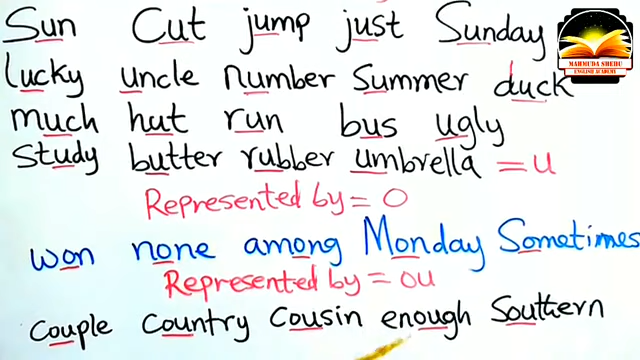 Sun Cut jump just Sunday
lucky uncle number Summer duck
much hut run bus ugly
study butter rubber umbrella = u
Represented by = O
won none among Monday Sometimes
Represented by = ou
couple country cousin enough Southern
MAHMUDA SHEHU
ENGLISH ACADEMY